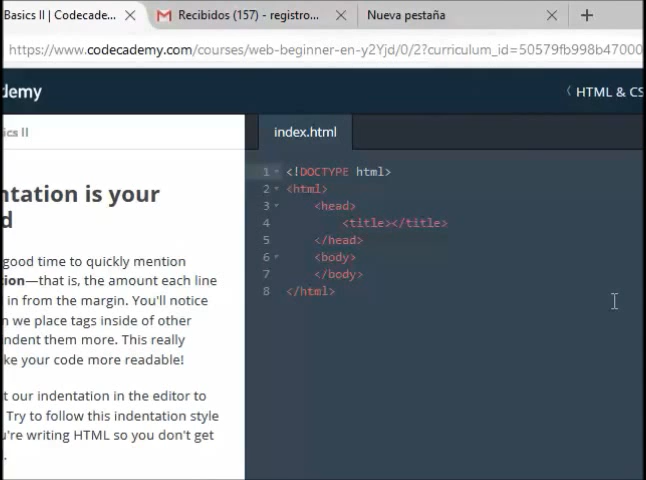 Basics II | Codecade... × Recibidos (157) - registro... × Nueva pestaña × +
https://www.codecademy.com/courses/web-beginner-en-y2Yjd/0/2?curriculum_id=50579fb998b47000
demy
HTML & CS
ics II
index.html
ntation is your
d
good time to quickly mention
tion—that is, the amount each line
in from the margin. You'll notice
n we place tags inside of other
ndent them more. This really
ke your code more readable!
t our indentation in the editor to
Try to follow this indentation style
u're writing HTML so you don't get
.
1 <!DOCTYPE html>
2 <html>
3 <head>
4 <title></title>
5 </head>
6 <body>
7 </body>
8 </html>